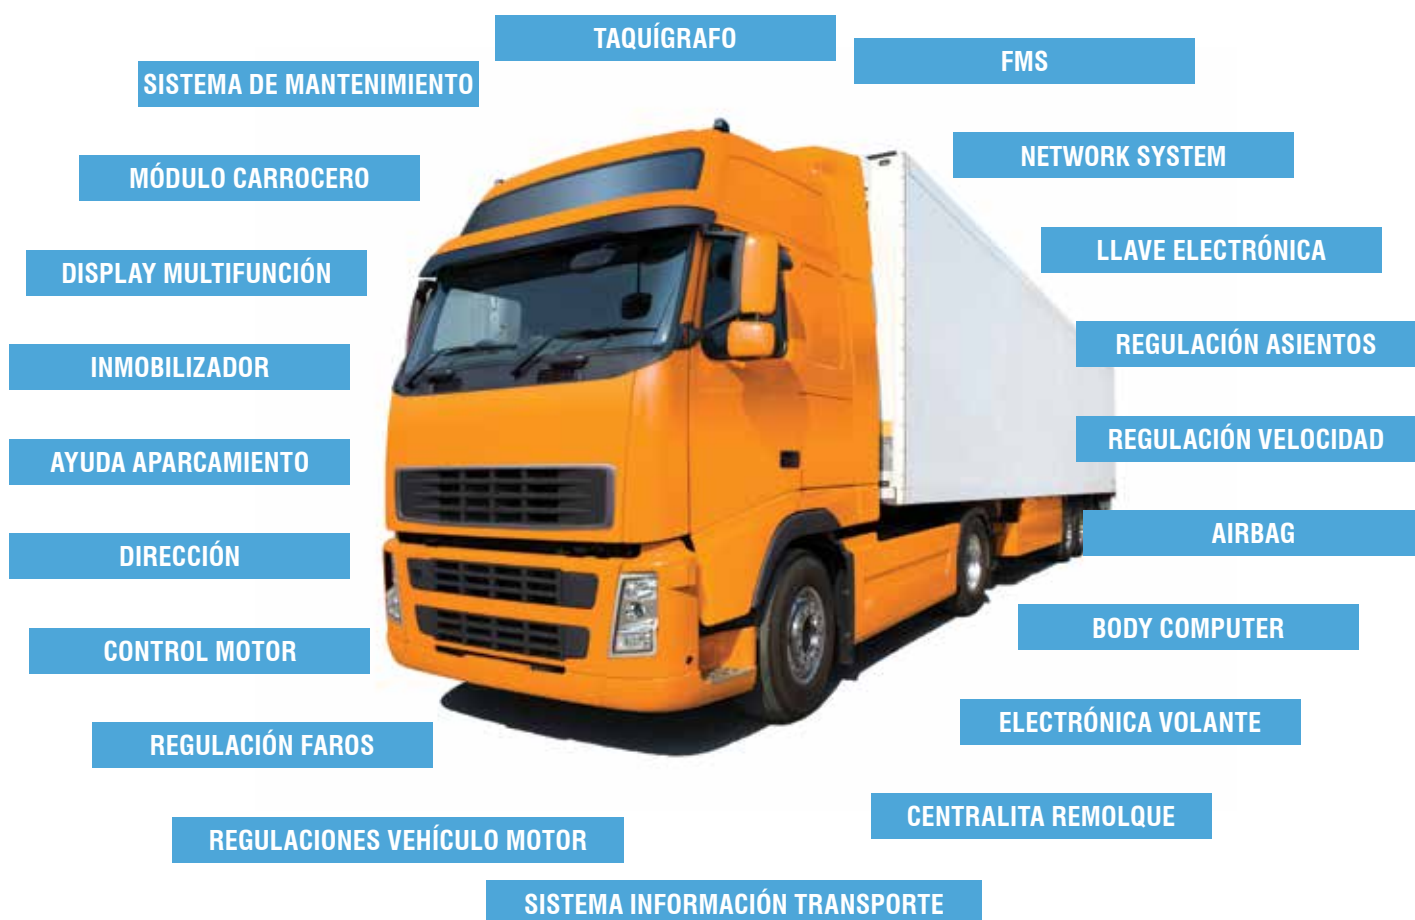 TAQUÍGRAFO
FMS
SISTEMA DE MANTENIMIENTO
NETWORK SYSTEM
MÓDULO CARROCERO
LLAVE ELECTRÓNICA
DISPLAY MULTIFUNCIÓN
REGULACIÓN ASIENTOS
INMOBILIZADOR
REGULACIÓN VELOCIDAD
AYUDA APARCAMIENTO
AIRBAG
DIRECCIÓN
BODY COMPUTER
CONTROL MOTOR
ELECTRÓNICA VOLANTE
REGULACIÓN FAROS
CENTRALITA REMOLQUE
REGULACIONES VEHÍCULO MOTOR
SISTEMA INFORMACIÓN TRANSPORTE